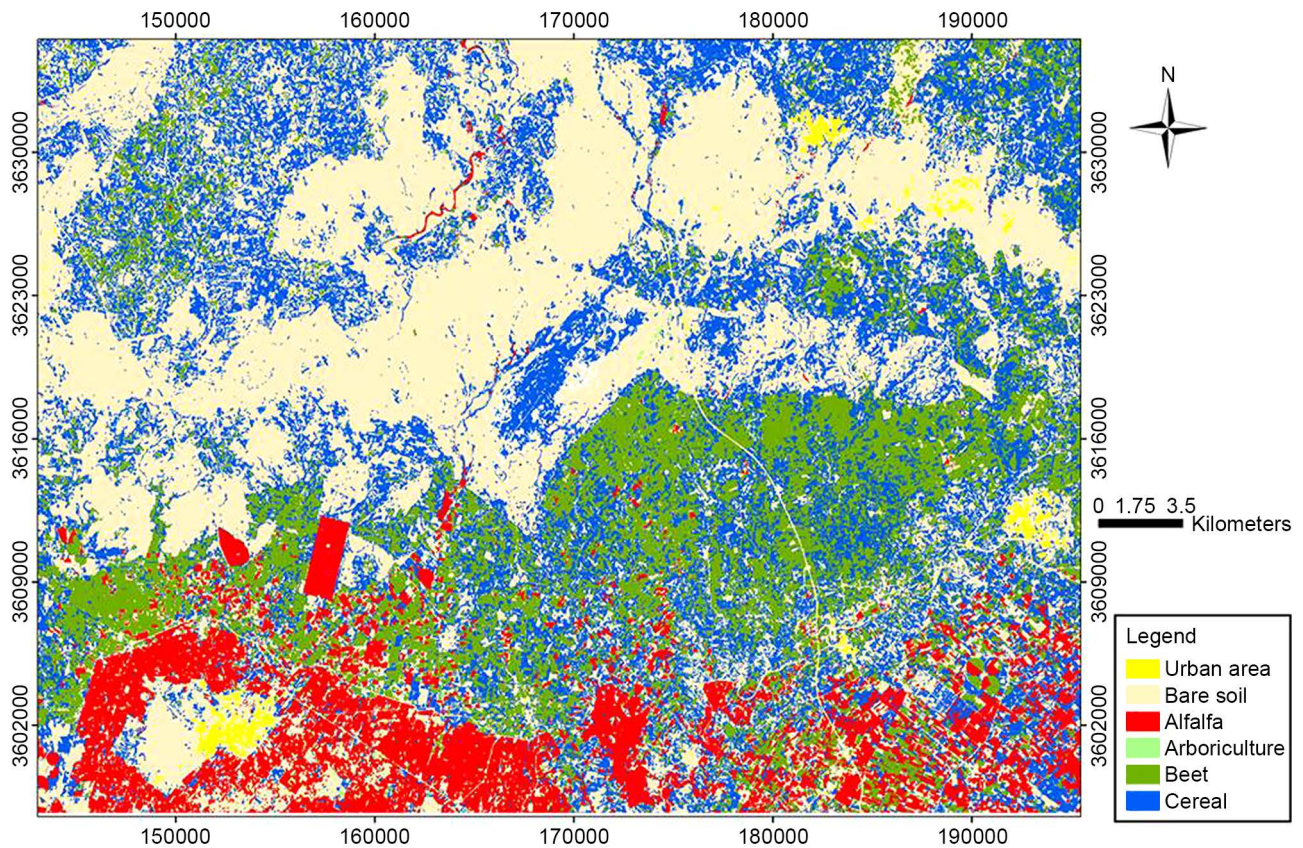 150000 160000 170000 180000 190000
N
3630000 3630000
3623000 3623000
3616000 3616000
0 1.75 3.5
Kilometers
3609000 3609000
Legend
Urban area
Bare soil
Alfalfa
Arboriculture
Beet
Cereal
3602000 3602000
150000 160000 170000 180000 190000